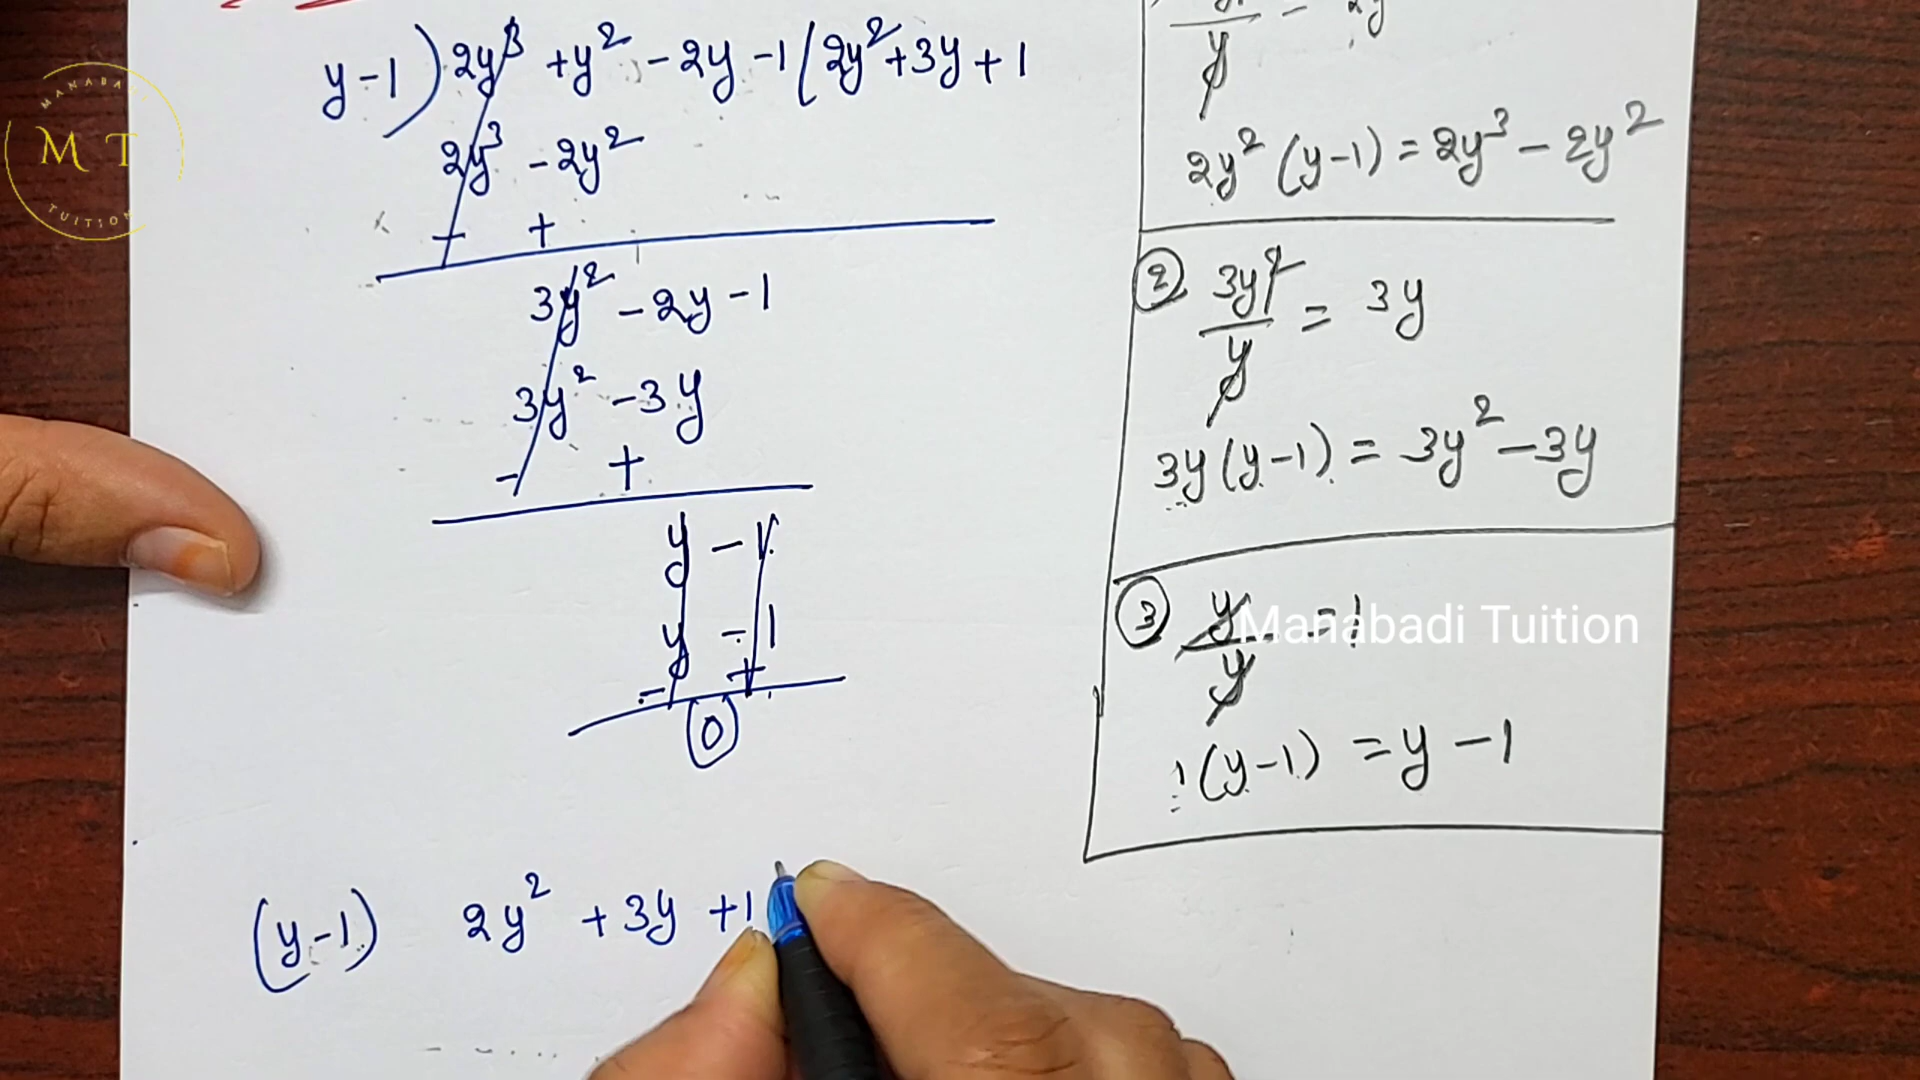 MANABADI
M T
TUITION
y-1) 2y³ + y² - 2y - 1 ( 2y² + 3y + 1
2y³ - 2y²
- +
3y² - 2y - 1
3y² - 3y
- +
y - 1
y - 1
- +
0
(y-1) 2y² + 3y + 1
y
2y² (y-1) = 2y³ - 2y²
② 3y²/y = 3y
3y(y-1) = 3y² - 3y
③ y/y = 1
Manabadi Tuition
1(y-1) = y - 1